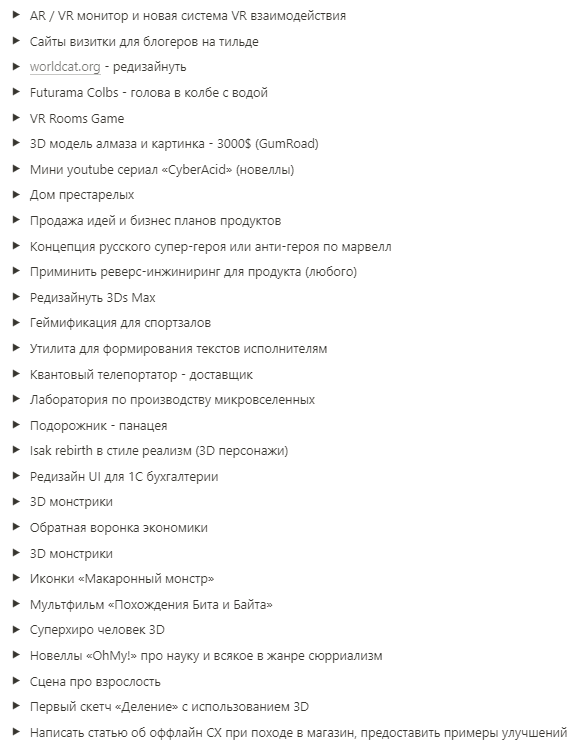 AR / VR монитор и новая система VR взаимодействия
Сайты визитки для блогеров на тильде
worldcat.org - редизайнуть
Futurama Colbs - голова в колбе с водой
VR Rooms Game
3D модель алмаза и картинка - 3000$ (GumRoad)
Мини youtube сериал «CyberAcid» (новеллы)
Дом престарелых
Продажа идей и бизнес планов продуктов
Концепция русского супер-героя или анти-героя по марвелл
Приминить реверс-инжиниринг для продукта (любого)
Редизайнуть 3Ds Max
Геймификация для спортзалов
Утилита для формирования текстов исполнителям
Квантовый телепортатор - доставщик
Лаборатория по производству микровселенных
Подорожник - панацея
Isak rebirth в стиле реализм (3D персонажи)
Редизайн UI для 1С бухгалтерии
3D монстрики
Обратная воронка экономики
3D монстрики
Иконки «Макаронный монстр»
Мультфильм «Похождения Бита и Байта»
Суперхиро человек 3D
Новеллы «OhMy!» про науку и всякое в жанре сюрриализм
Сцена про взрослость
Первый скетч «Деление» с использованием 3D
Написать статью об оффлайн CX при походе в магазин, предоставить примеры улучшений